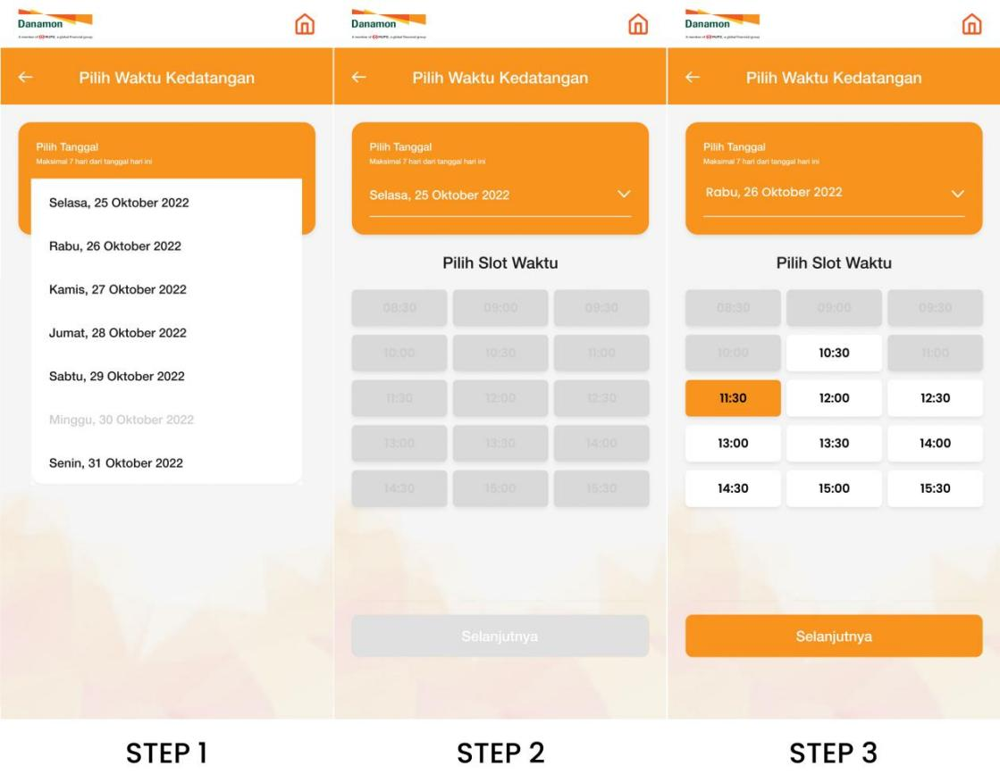 Danamon
A member of MUFG, a global financial group
Pilih Waktu Kedatangan
Pilih Tanggal
Maksimal 7 hari dari tanggal hari ini
Selasa, 25 Oktober 2022
Rabu, 26 Oktober 2022
Kamis, 27 Oktober 2022
Jumat, 28 Oktober 2022
Sabtu, 29 Oktober 2022
Minggu, 30 Oktober 2022
Senin, 31 Oktober 2022
STEP 1
Danamon
A member of MUFG, a global financial group
Pilih Waktu Kedatangan
Pilih Tanggal
Maksimal 7 hari dari tanggal hari ini
Selasa, 25 Oktober 2022
Pilih Slot Waktu
08:30 09:00 09:30
10:00 10:30 11:00
11:30 12:00 12:30
13:00 13:30 14:00
14:30 15:00 15:30
Selanjutnya
STEP 2
Danamon
A member of MUFG, a global financial group
Pilih Waktu Kedatangan
Pilih Tanggal
Maksimal 7 hari dari tanggal hari ini
Rabu, 26 Oktober 2022
Pilih Slot Waktu
08:30 09:00 09:30
10:00 10:30 11:00
11:30 12:00 12:30
13:00 13:30 14:00
14:30 15:00 15:30
Selanjutnya
STEP 3